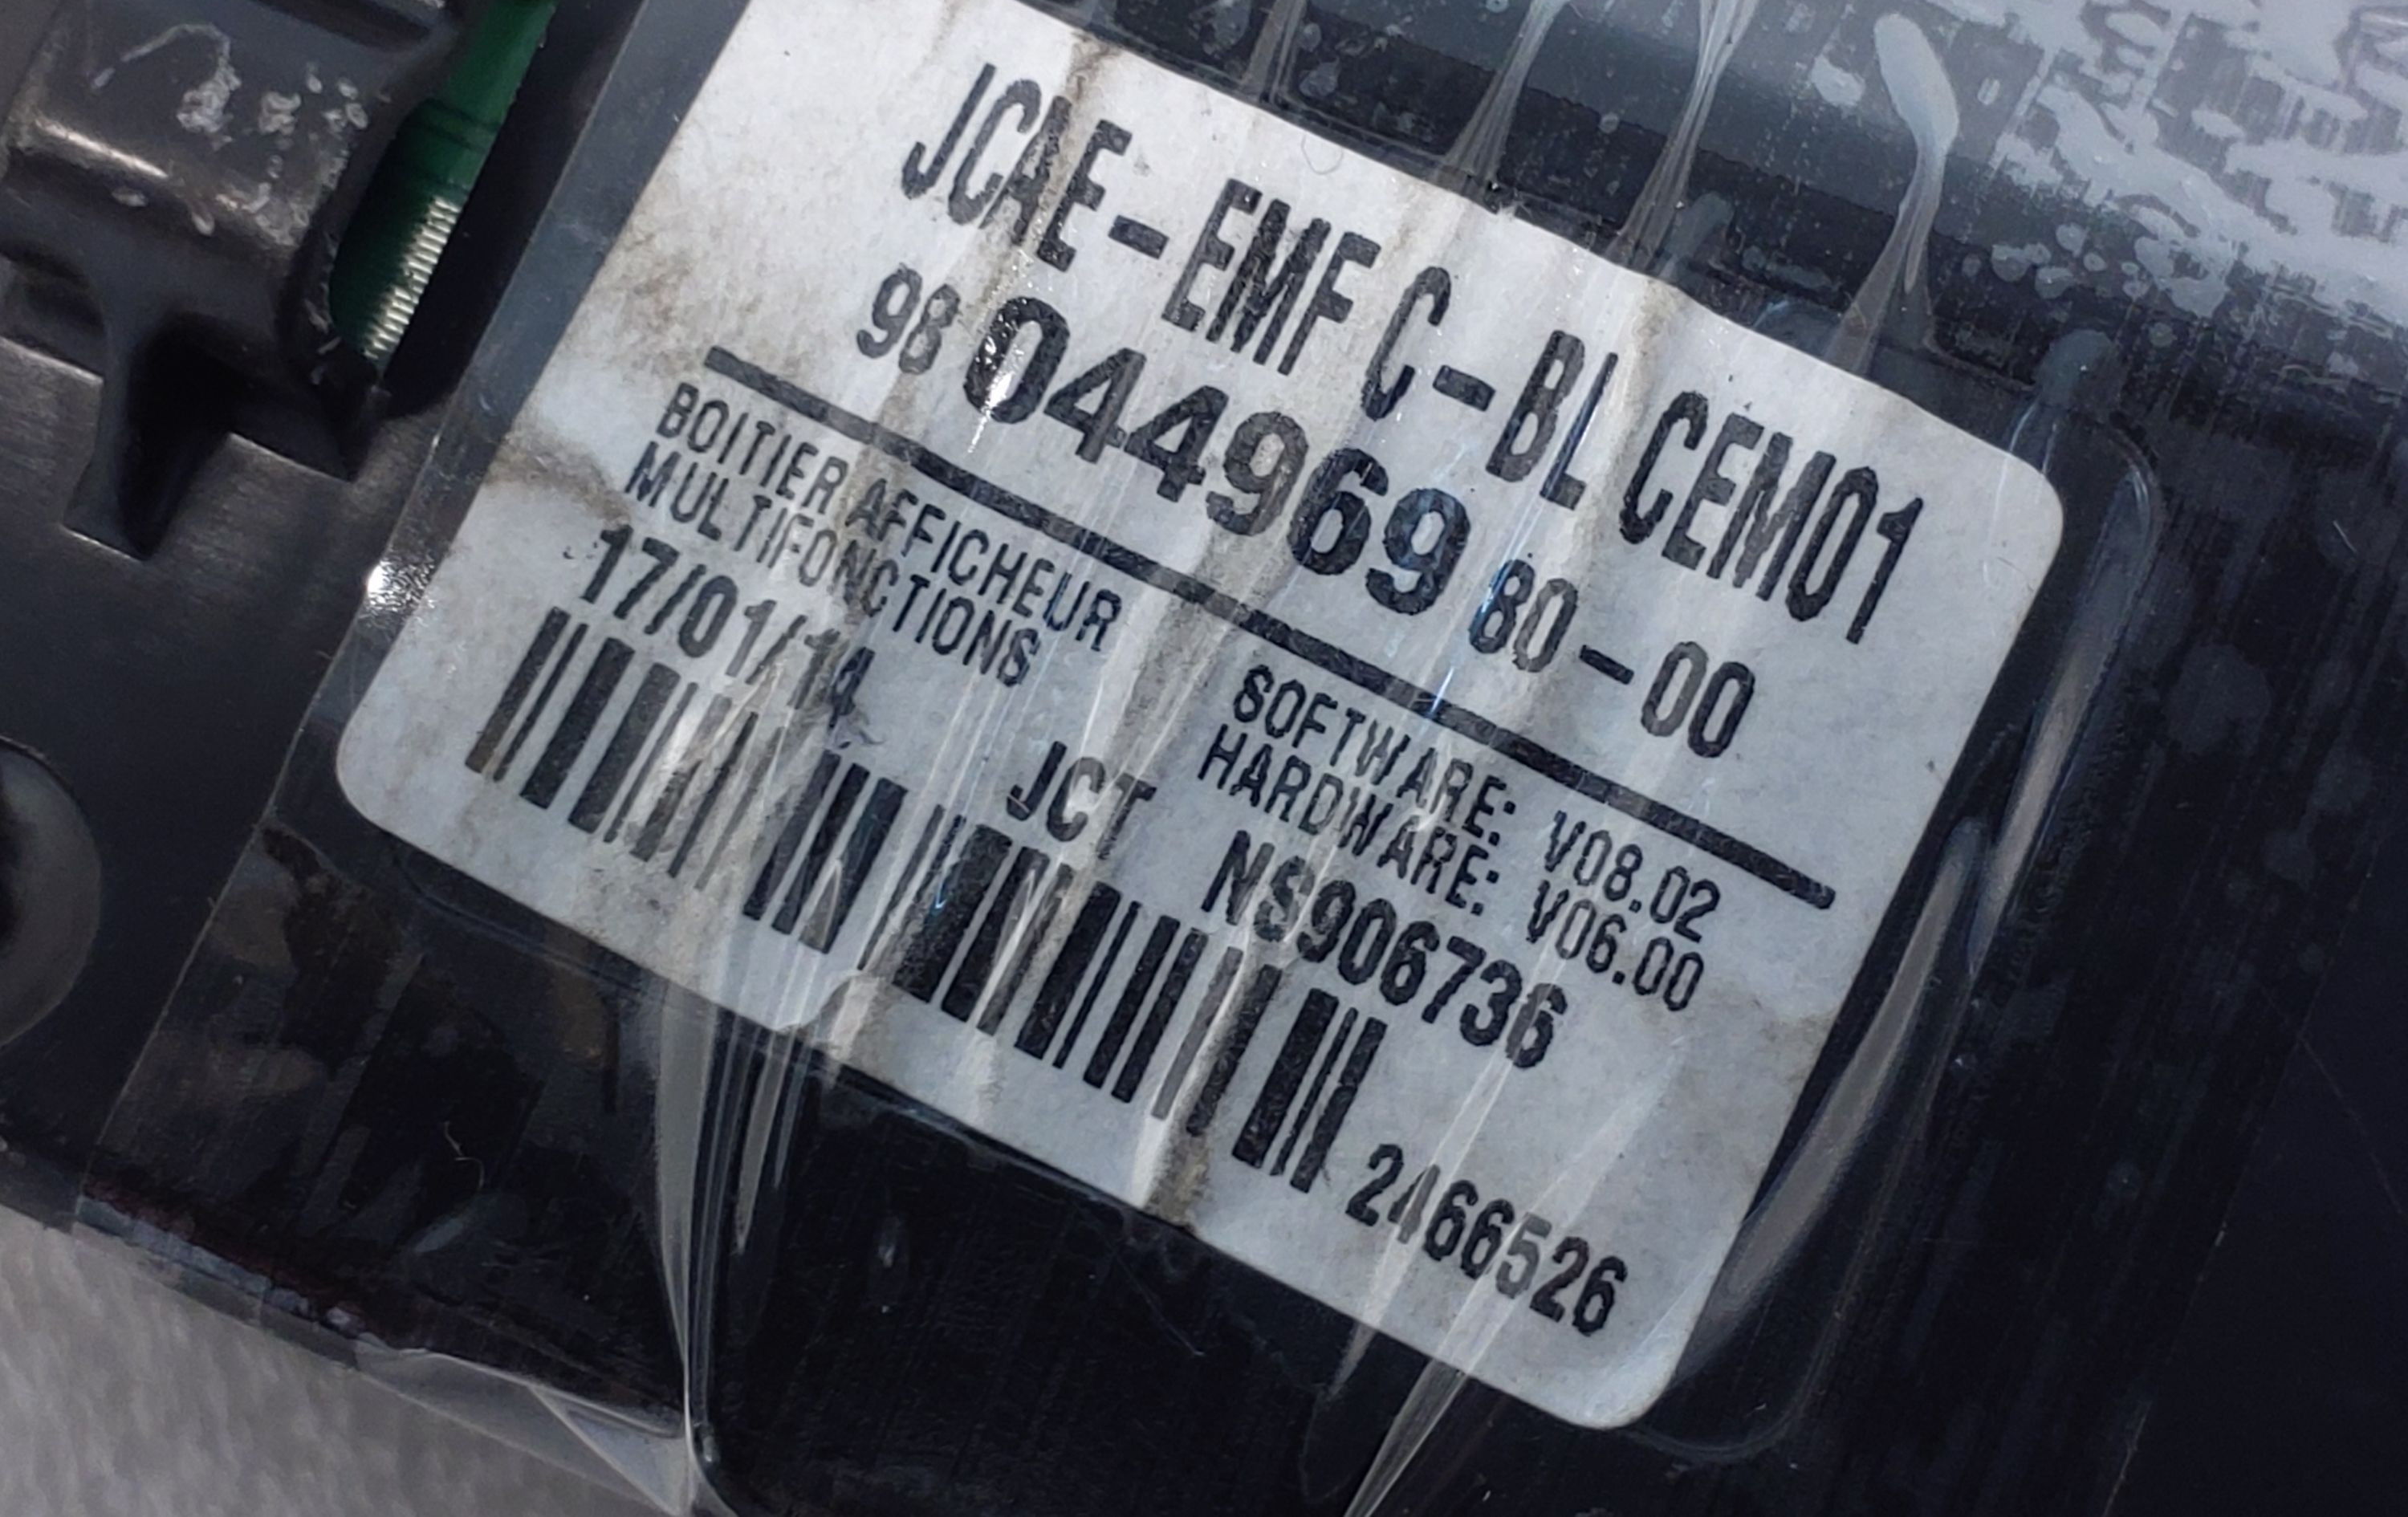 JCAE-EMF C-BL CEM01
98 044969 80-00
BOITIER AFFICHEUR
MULTIFONCTIONS
SOFTWARE: V08.02
HARDWARE: V06.00
17/01/14 JCT NS906736
2466526